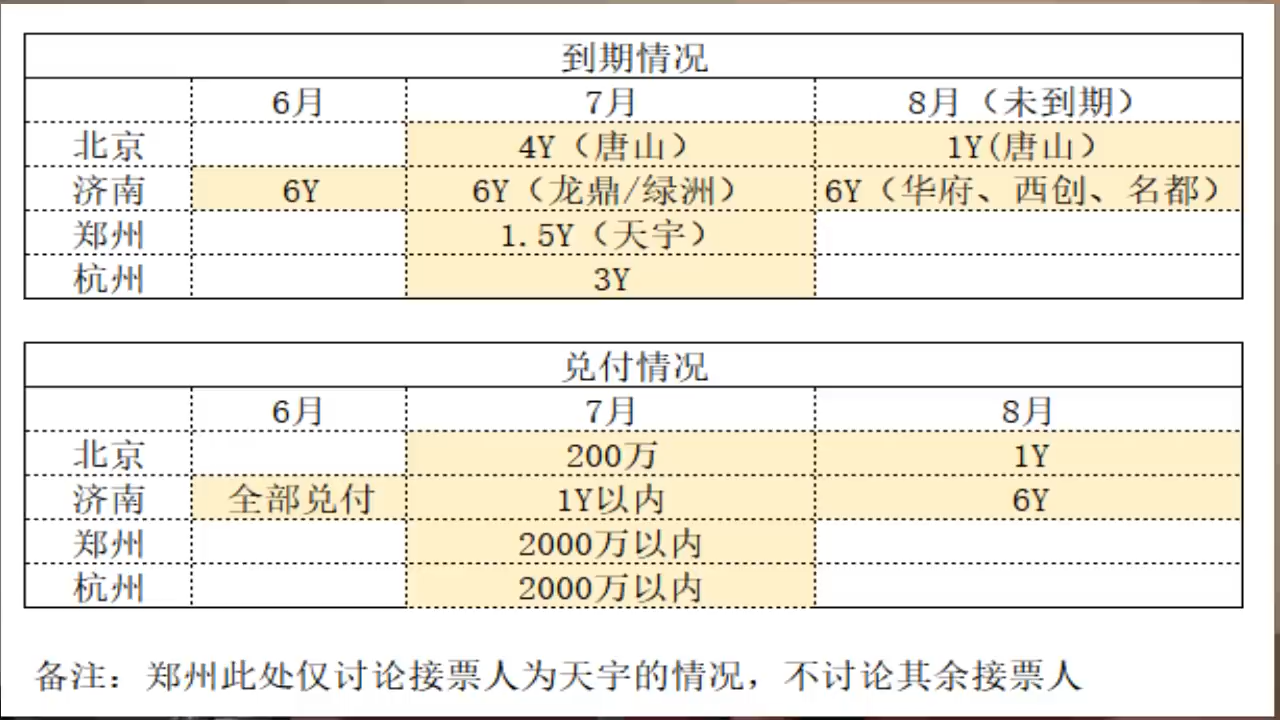 到期情况
6月 7月 8月（未到期）
北京 4Y（唐山） 1Y(唐山）
济南 6Y 6Y（龙鼎/绿洲） 6Y（华府、西创、名都）
郑州 1.5Y（天宇）
杭州 3Y
兑付情况
6月 7月 8月
北京 200万 1Y
济南 全部兑付 1Y以内 6Y
郑州 2000万以内
杭州 2000万以内
备注：郑州此处仅讨论接票人为天宇的情况，不讨论其余接票人